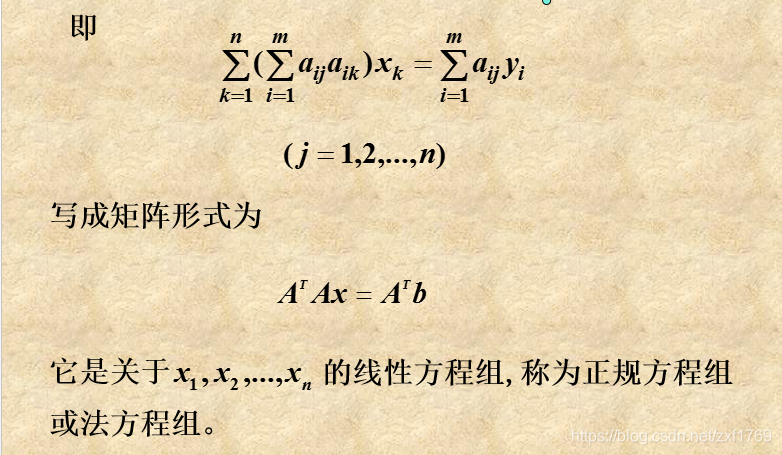 即
$\sum_{k=1}^{n}(\sum_{i=1}^{m}a_{ij}a_{ik})x_k=\sum_{i=1}^{m}a_{ij}y_i$
(j=1,2,...,n)
写成矩阵形式为
$A^TAx=A^Tb$
它是关于$x_1,x_2,...,x_n$的线性方程组,称为正规方程组
或法方程组。
https://blog.csdn.net/zxf1769